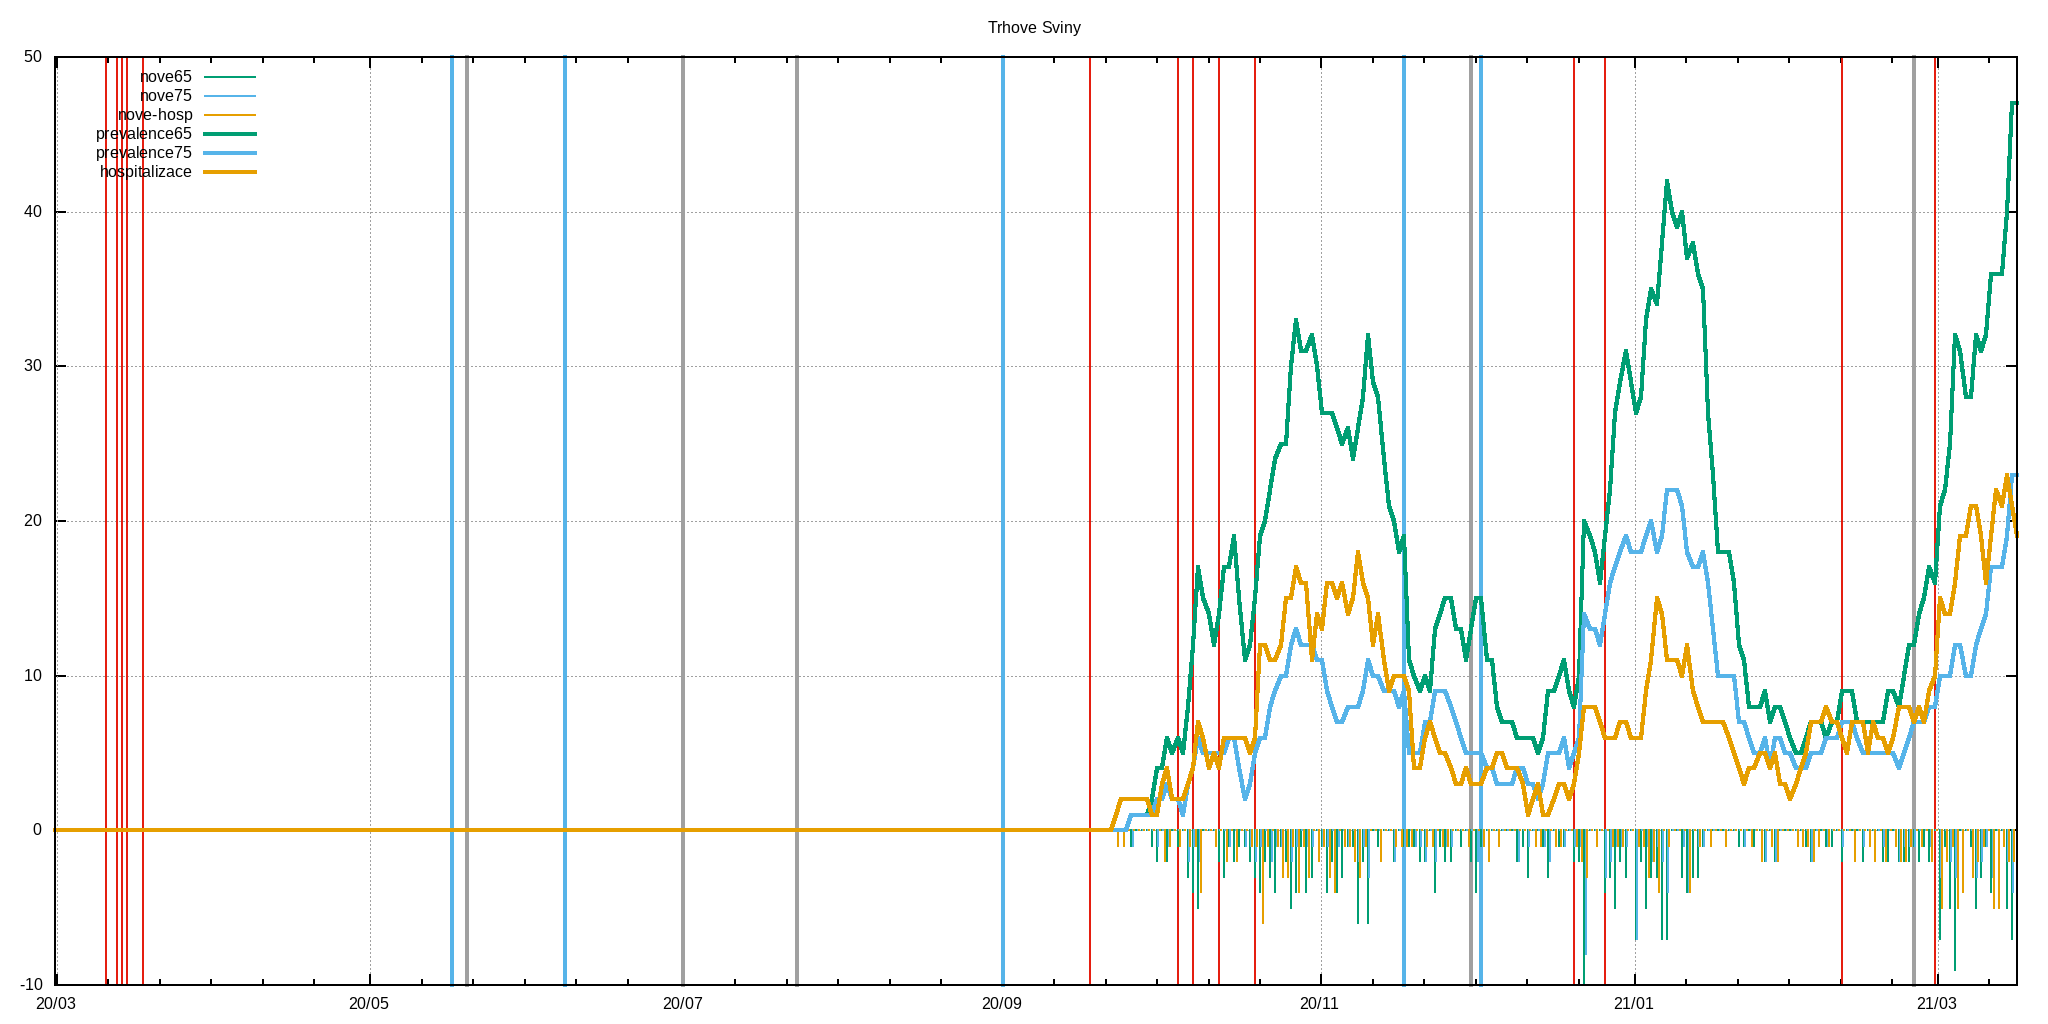 Trhove Sviny
50
40
30
20
10
0
-10
nove65
nove75
nove-hosp
prevalence65
prevalence75
hospitalizace
20/03 20/05 20/07 20/09 20/11 21/01 21/03